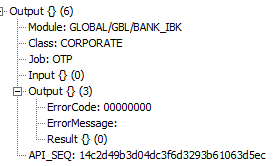 Output {} (6)
Module: GLOBAL/GBL/BANK_IBK
Class: CORPORATE
Job: OTP
Input {} (0)
Output {} (3)
ErrorCode: 00000000
ErrorMessage:
Result {} (0)
API_SEQ: 14c2d49b3d04dc3f6d3293b61063d5ec